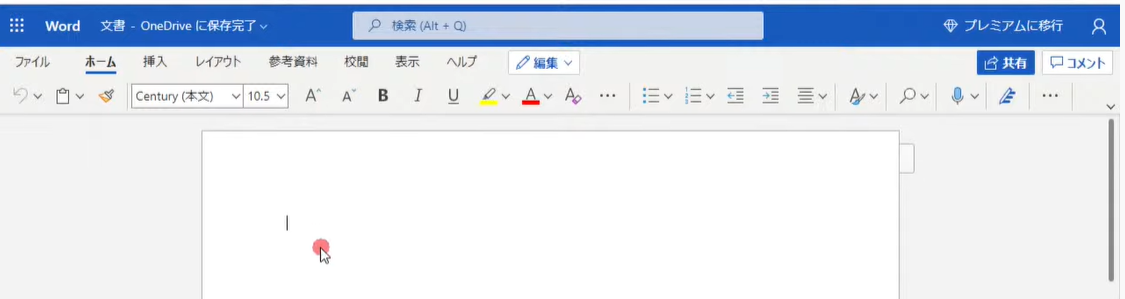 Word 文書 - OneDrive に保存完了 検索 (Alt + Q) プレミアムに移行
ファイル ホーム 挿入 レイアウト 参考資料 校閲 表示 ヘルプ 編集 共有 コメント
Century (本文) 10.5 A A B I U A A